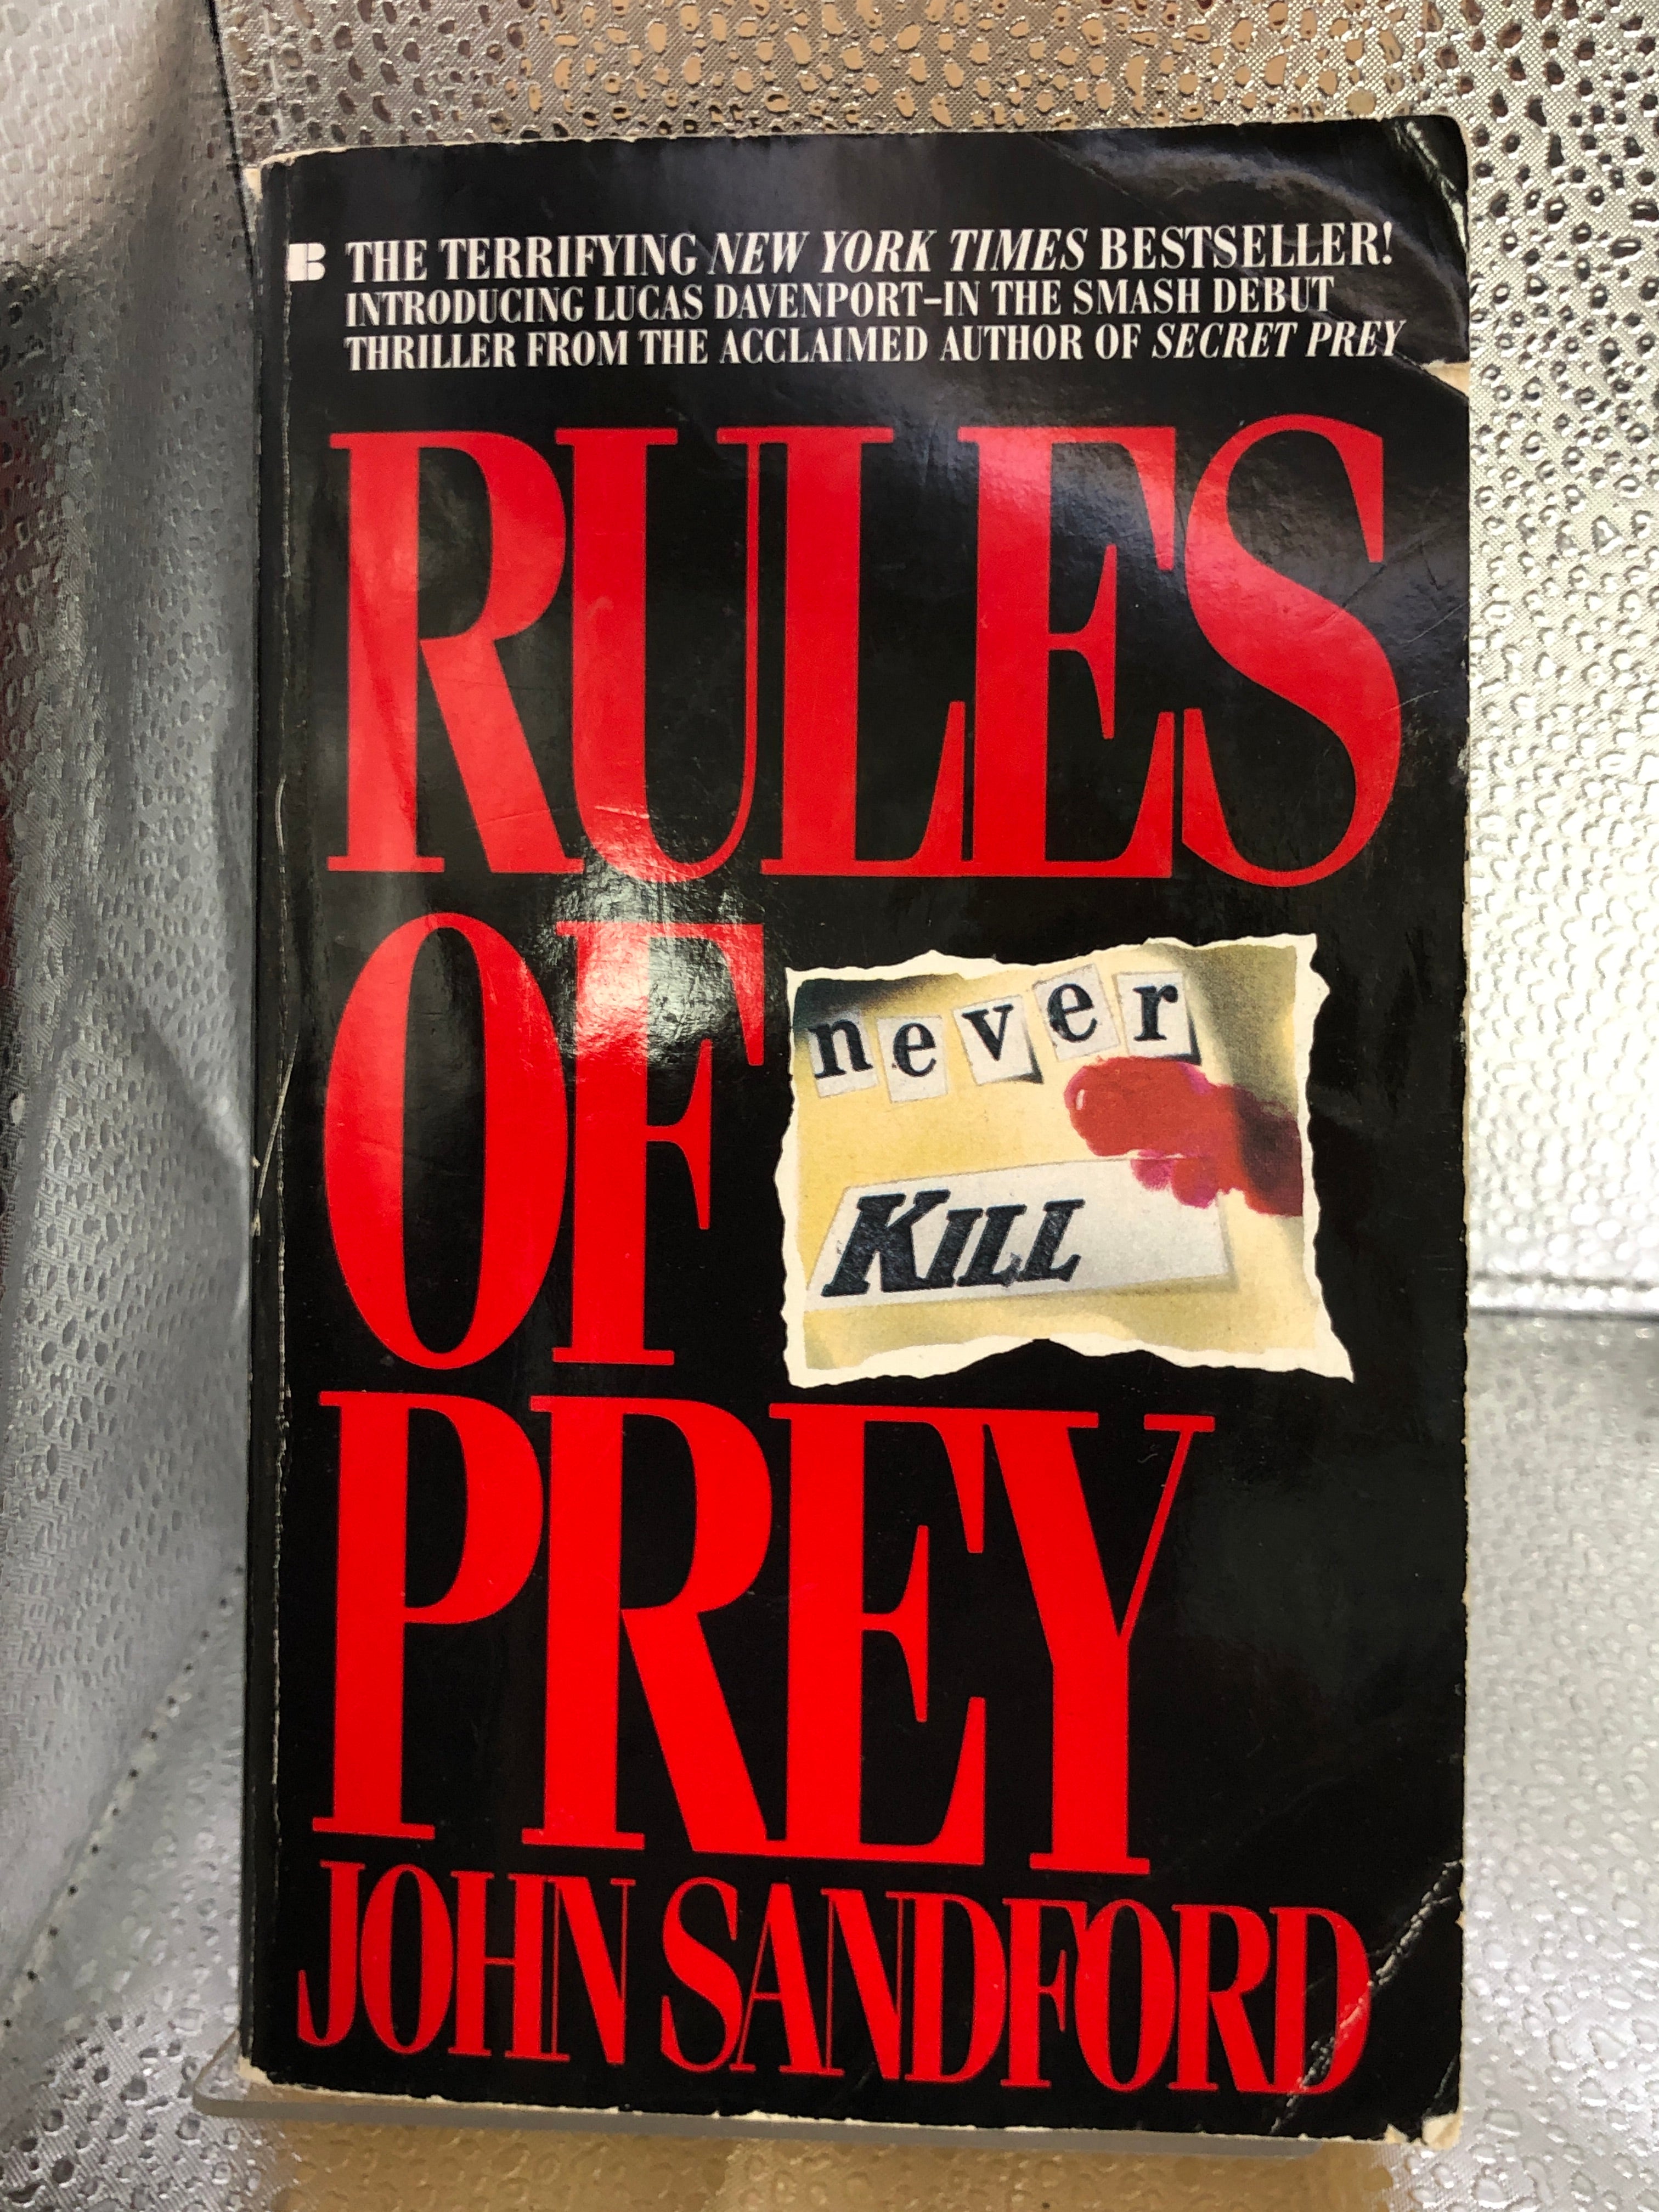 B THE TERRIFYING NEW YORK TIMES BESTSELLER!
INTRODUCING LUCAS DAVENPORT–IN THE SMASH DEBUT
THRILLER FROM THE ACCLAIMED AUTHOR OF SECRET PREY
RULES
OF
never
KILL
PREY
JOHN SANDFORD